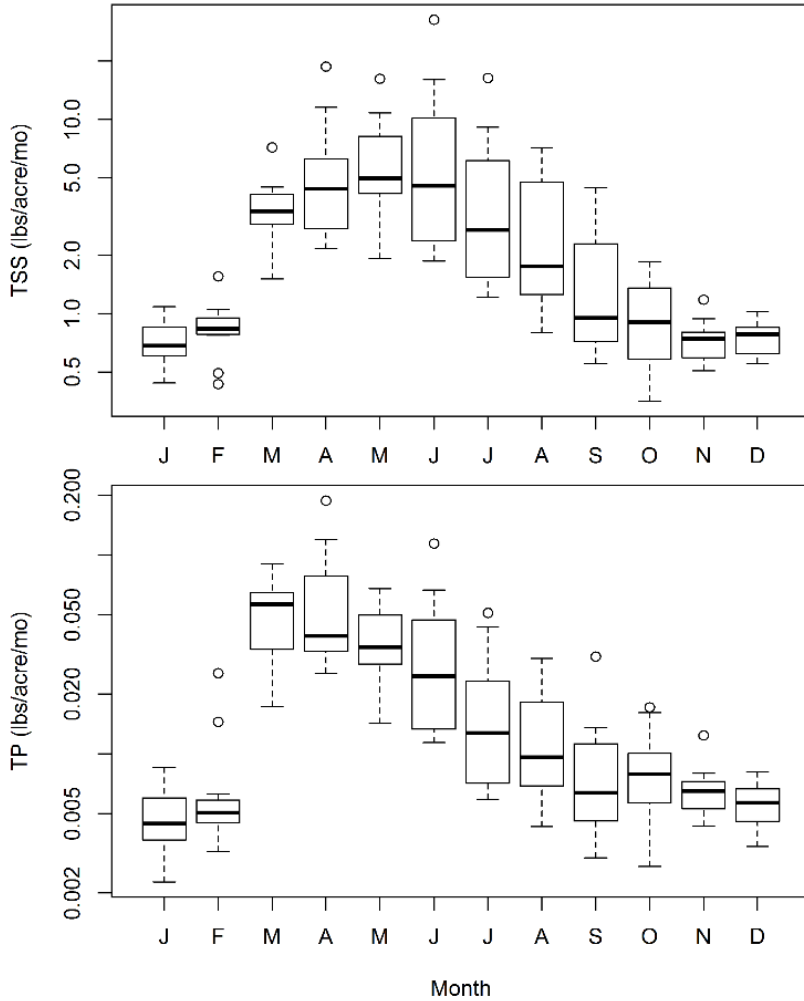 TSS (lbs/acre/mo)
10.0
5.0
2.0
1.0
0.5
J F M A M J J A S O N D
TP (lbs/acre/mo)
0.200
0.050
0.020
0.005
0.002
J F M A M J J A S O N D
Month